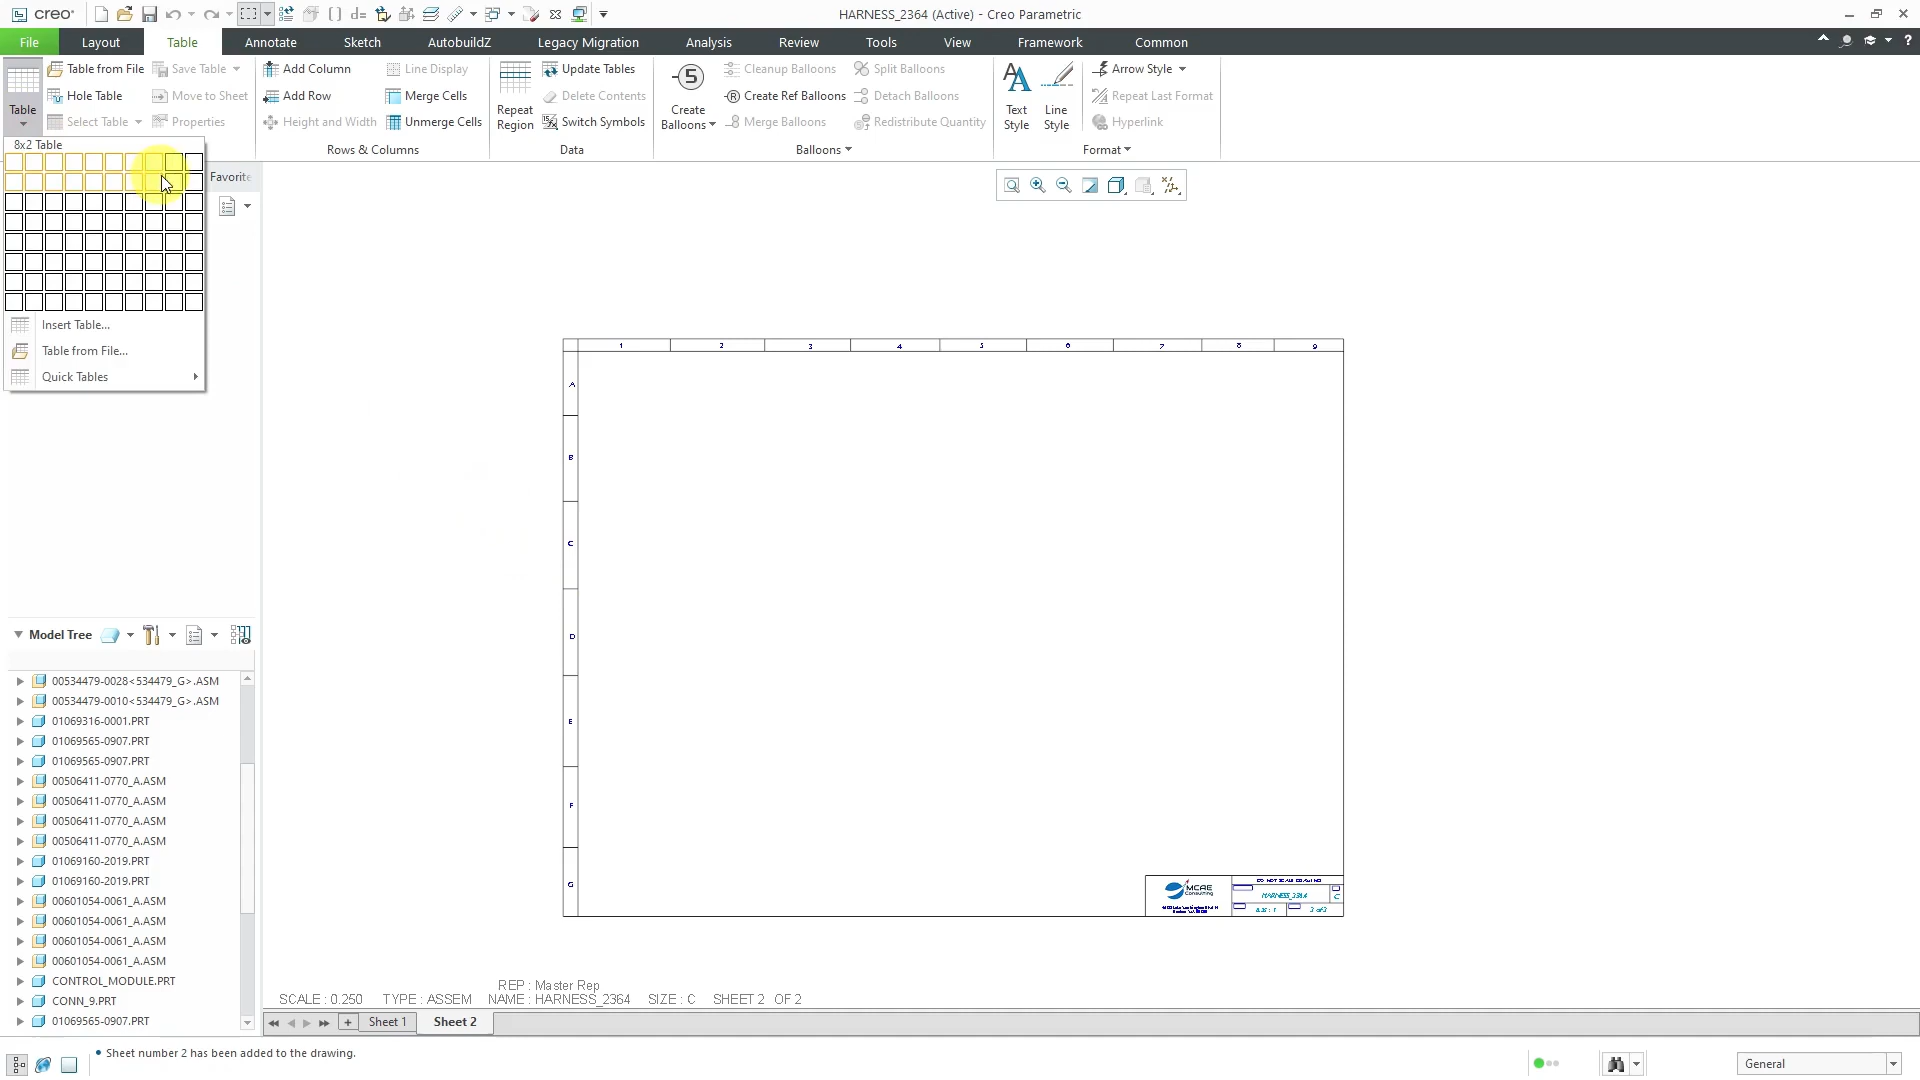 creo
HARNESS_2364 (Active) - Creo Parametric
File
Layout
Table
Annotate
Sketch
AutobuildZ
Legacy Migration
Analysis
Review
Tools
View
Framework
Common
Table
Table from File
Hole Table
Select Table
Save Table
Move to Sheet
Properties
Add Column
Add Row
Height and Width
Line Display
Merge Cells
Unmerge Cells
Rows & Columns
Repeat
Region
Update Tables
Delete Contents
Switch Symbols
Data
5
Create
Balloons
Cleanup Balloons
Create Ref Balloons
Merge Balloons
Split Balloons
Detach Balloons
Redistribute Quantity
Balloons
Text
Style
Line
Style
Arrow Style
Repeat Last Format
Hyperlink
Format
8x2 Table
Favorite
Insert Table...
Table from File...
Quick Tables
1 2 3 4 5 6 7 8 9
A
B
C
D
E
F
G
MCAE
Consulting
DO NOT SCALE DRAWING
HARNESS_2364
C
Model Tree
00534479-0028<534479_G>.ASM
00534479-0010<534479_G>.ASM
01069316-0001.PRT
01069565-0907.PRT
01069565-0907.PRT
00506411-0770_A.ASM
00506411-0770_A.ASM
00506411-0770_A.ASM
00506411-0770_A.ASM
01069160-2019.PRT
01069160-2019.PRT
00601054-0061_A.ASM
00601054-0061_A.ASM
00601054-0061_A.ASM
00601054-0061_A.ASM
CONTROL_MODULE.PRT
CONN_9.PRT
01069565-0907.PRT
REP : Master Rep
SCALE : 0.250 TYPE : ASSEM NAME : HARNESS_2364 SIZE : C SHEET 2 OF 2
Sheet 1
Sheet 2
• Sheet number 2 has been added to the drawing.
General